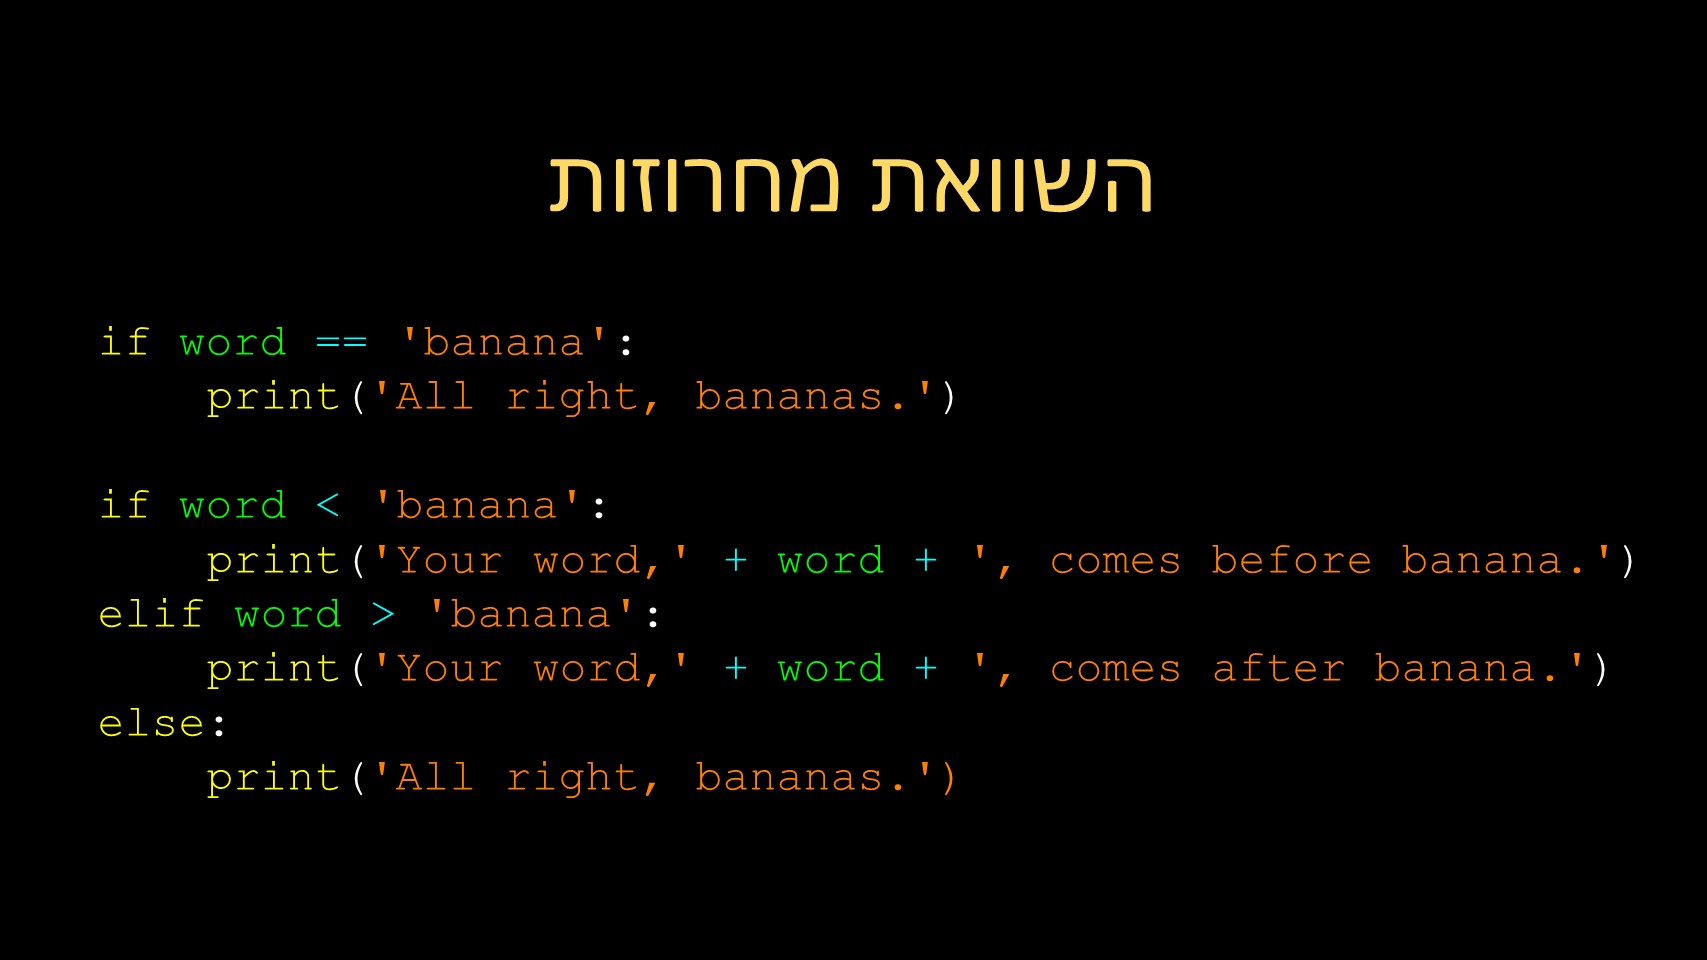 השוואת מחרוזות
if word == 'banana':
    print('All right, bananas.')
if word < 'banana':
    print('Your word,' + word + ', comes before banana.')
elif word > 'banana':
    print('Your word,' + word + ', comes after banana.')
else:
    print('All right, bananas.')